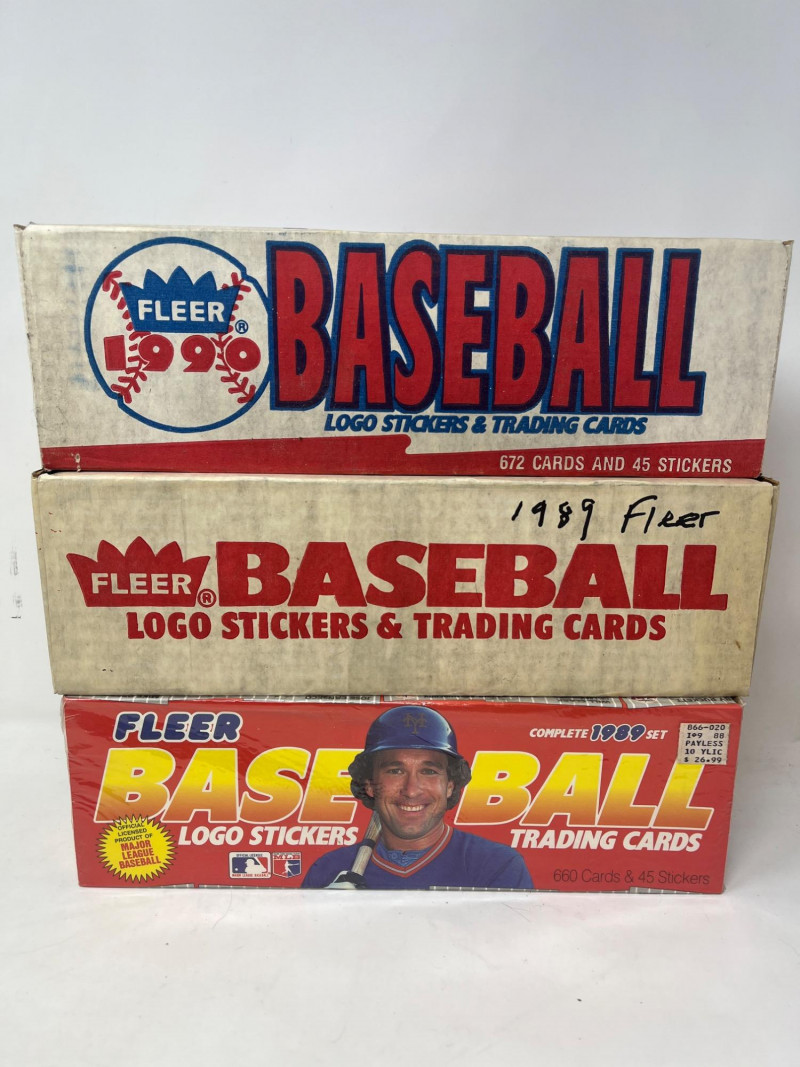 FLEER ®
1990
BASEBALL
LOGO STICKERS & TRADING CARDS
672 CARDS AND 45 STICKERS
1989 Fleer
FLEER ® BASEBALL
LOGO STICKERS & TRADING CARDS
FLEER
COMPLETE 1989 SET
BASEBALL
LOGO STICKERS TRADING CARDS
OFFICIAL
LICENSED
PRODUCT OF
MAJOR
LEAGUE
BASEBALL
660 Cards & 45 Stickers
866-020
109 88
PAYLESS
10 YLIC
$ 26.99